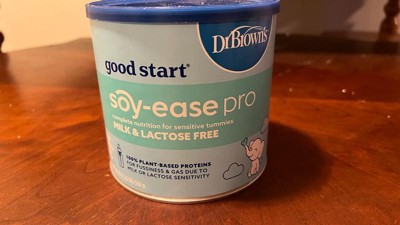 Dr Brown's
good start®
soy-ease pro
complete nutrition for sensitive tummies
MILK & LACTOSE FREE
100% PLANT-BASED PROTEINS
FOR FUSSINESS & GAS DUE TO
MILK OR LACTOSE SENSITIVITY